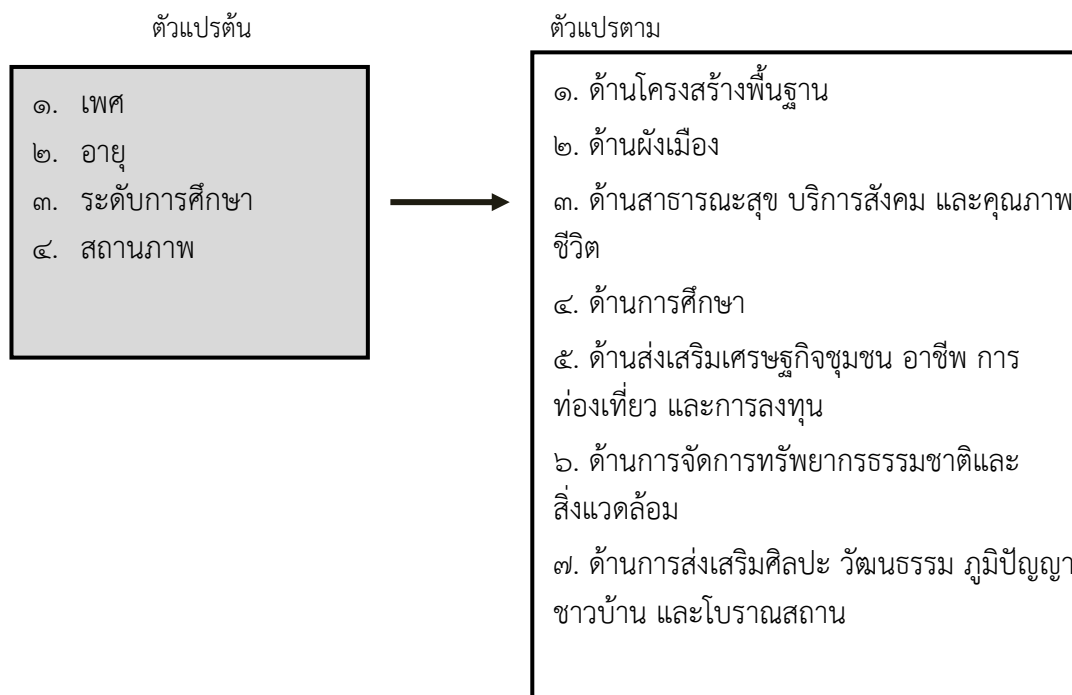 ตัวแปรต้น
๑. เพศ
๒. อายุ
๓. ระดับการศึกษา
๔. สถานภาพ
ตัวแปรตาม
๑. ด้านโครงสร้างพื้นฐาน
๒. ด้านผังเมือง
๓. ด้านสาธารณะสุข บริการสังคม และคุณภาพ
ชีวิต
๔. ด้านการศึกษา
๕. ด้านส่งเสริมเศรษฐกิจชุมชน อาชีพ การ
ท่องเที่ยว และการลงทุน
๖. ด้านการจัดการทรัพยากรธรรมชาติและ
สิ่งแวดล้อม
๗. ด้านการส่งเสริมศิลปะ วัฒนธรรม ภูมิปัญญา
ชาวบ้าน และโบราณสถาน